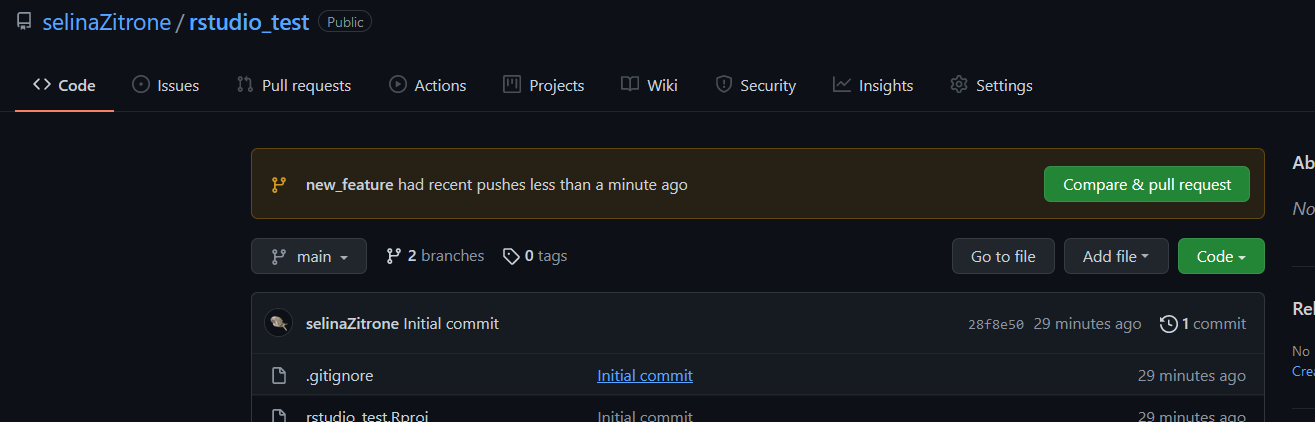 selinaZitrone / rstudio_test Public
Code Issues Pull requests Actions Projects Wiki Security Insights Settings
new_feature had recent pushes less than a minute ago Compare & pull request
main 2 branches 0 tags Go to file Add file Code
selinaZitrone Initial commit 28f8e50 29 minutes ago 1 commit
.gitignore Initial commit 29 minutes ago
rstudio_test.Rproj Initial commit 29 minutes ago
Ab
No
Rel
No
Crea